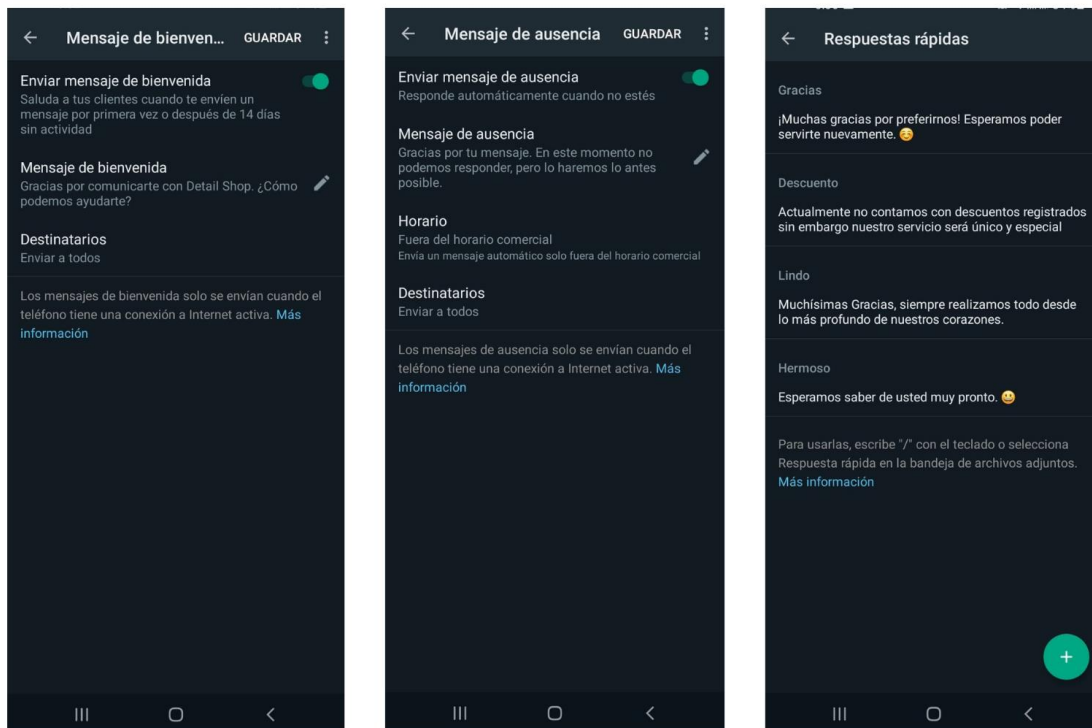 Mensaje de bienven... GUARDAR
Enviar mensaje de bienvenida
Saluda a tus clientes cuando te envíen un
mensaje por primera vez o después de 14 días
sin actividad
Mensaje de bienvenida
Gracias por comunicarte con Detail Shop. ¿Cómo
podemos ayudarte?
Destinatarios
Enviar a todos
Los mensajes de bienvenida solo se envían cuando el
teléfono tiene una conexión a Internet activa. Más
información
Mensaje de ausencia GUARDAR
Enviar mensaje de ausencia
Responde automáticamente cuando no estés
Mensaje de ausencia
Gracias por tu mensaje. En este momento no
podemos responder, pero lo haremos lo antes
posible.
Horario
Fuera del horario comercial
Envía un mensaje automático solo fuera del horario comercial
Destinatarios
Enviar a todos
Los mensajes de ausencia solo se envían cuando el
teléfono tiene una conexión a Internet activa. Más
información
Respuestas rápidas
Gracias
¡Muchas gracias por preferirnos! Esperamos poder
servirte nuevamente. ☺️
Descuento
Actualmente no contamos con descuentos registrados
sin embargo nuestro servicio será único y especial
Lindo
Muchísimas Gracias, siempre realizamos todo desde
lo más profundo de nuestros corazones.
Hermoso
Esperamos saber de usted muy pronto. 😀
Para usarlas, escribe "/" con el teclado o selecciona
Respuesta rápida en la bandeja de archivos adjuntos.
Más información